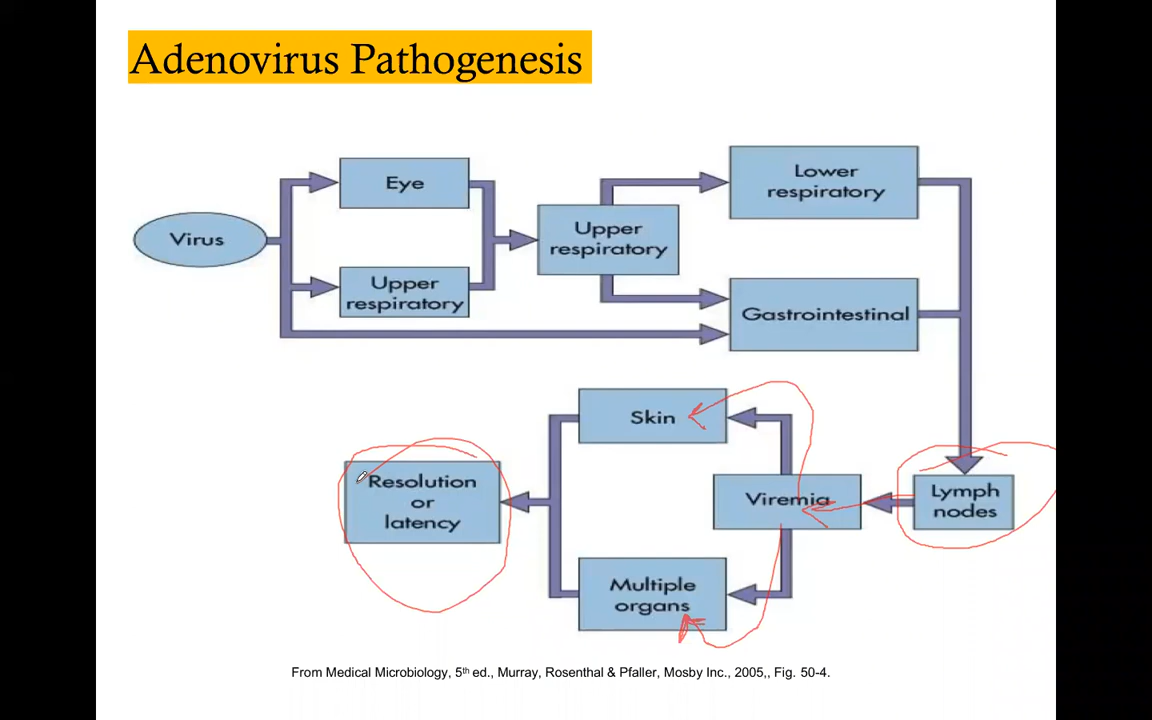 Adenovirus Pathogenesis
Virus
Eye
Upper
respiratory
Upper
respiratory
Lower
respiratory
Gastrointestinal
Lymph
nodes
Viremia
Skin
Multiple
organs
Resolution
or
latency
From Medical Microbiology, 5th ed., Murray, Rosenthal & Pfaller, Mosby Inc., 2005,, Fig. 50-4.